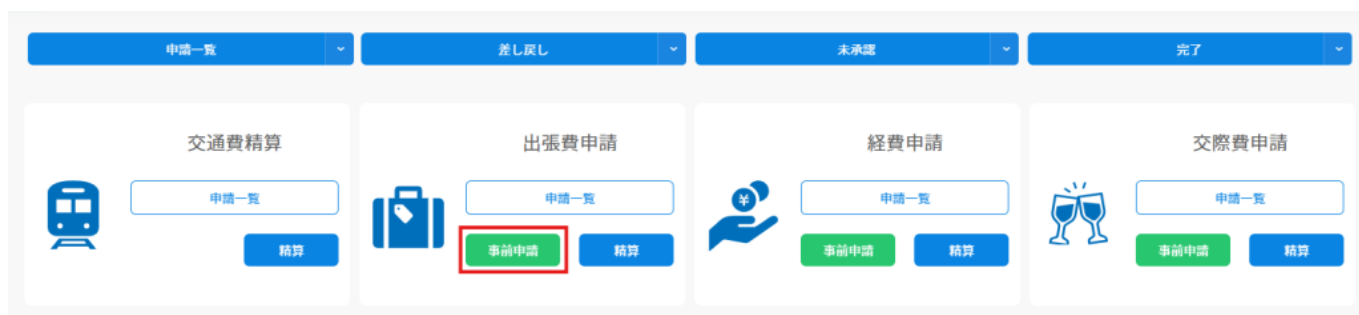 申請一覧
差し戻し
未承認
完了
交通費精算
申請一覧
精算
出張費申請
申請一覧
事前申請
精算
経費申請
¥
申請一覧
事前申請
精算
交際費申請
申請一覧
事前申請
精算